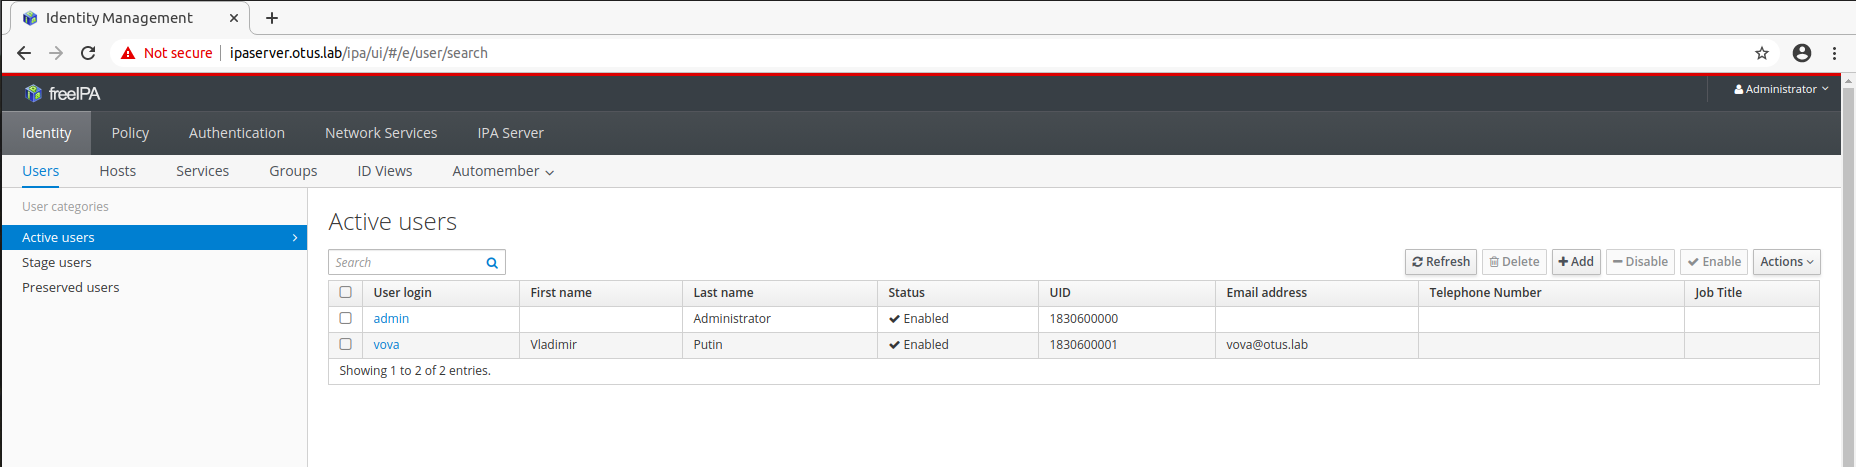 Identity Management
Not secure ipaserver.otus.lab/ipa/ui/#/e/user/search
freeIPA Administrator
Identity Policy Authentication Network Services IPA Server
Users Hosts Services Groups ID Views Automember
User categories
Active users
Stage users
Preserved users
Active users
Search Refresh Delete Add Disable Enable Actions
User login First name Last name Status UID Email address Telephone Number Job Title
admin Administrator Enabled 1830600000
vova Vladimir Putin Enabled 1830600001 vova@otus.lab
Showing 1 to 2 of 2 entries.